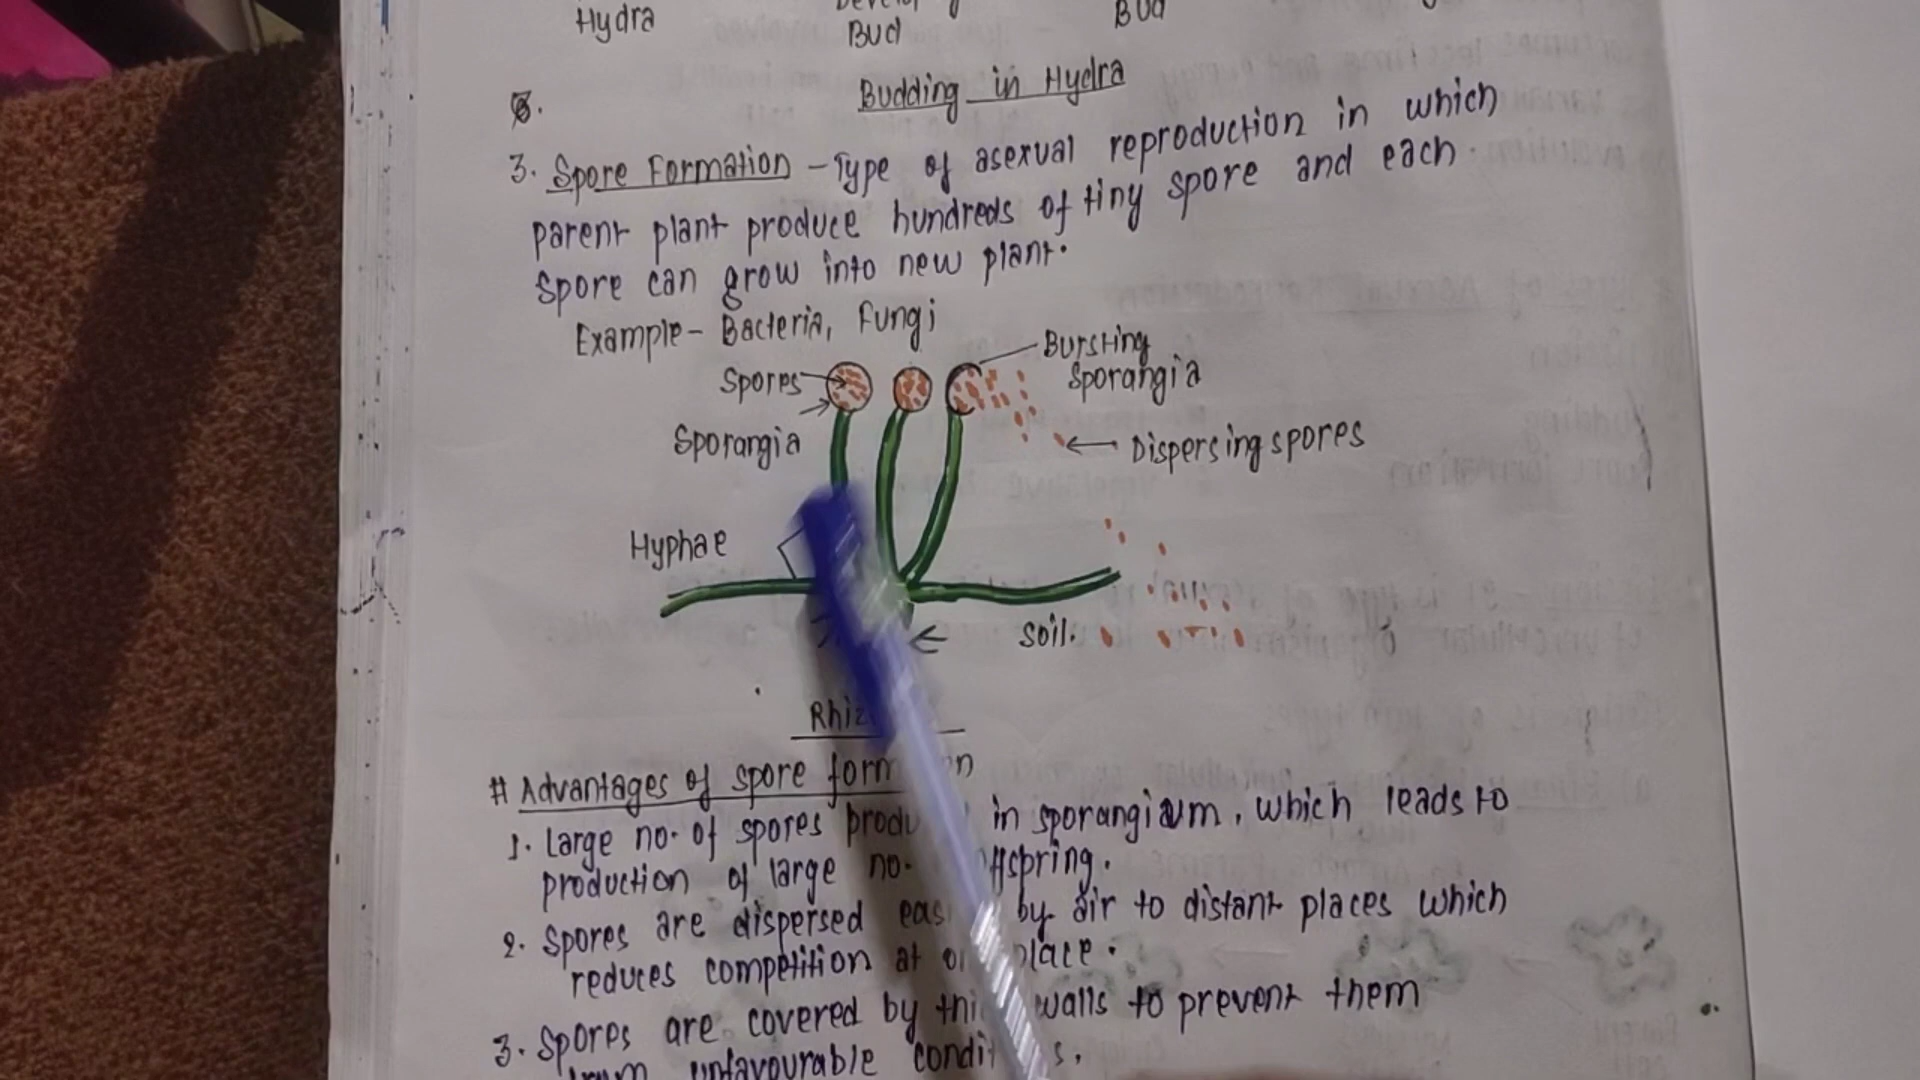 Hydra
Bud
Bud
Budding in Hydra
3. Spore Formation - Type of asexual reproduction in which
parent plant produce hundreds of tiny spore and each
spore can grow into new plant.
Example - Bacteria, Fungi
Bursting
Sporangia
Spores
Sporangia
Dispersing spores
Hyphae
Soil.
# Advantages of spore
1. Large no. of spores in sporangium, which leads to
production of large no.
2. Spores are dispersed by air to distant places which
reduces competition at place.
3. Spores are covered by walls to prevent them
unfavourable